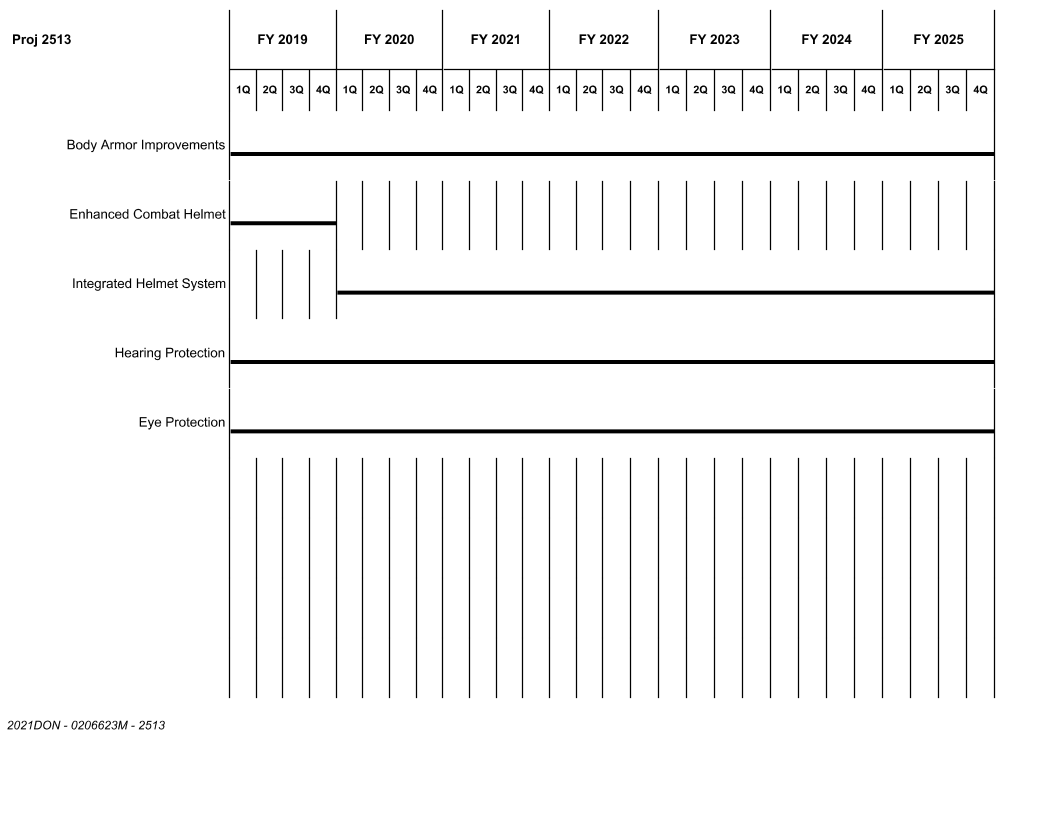 Proj 2513 FY 2019 FY 2020 FY 2021 FY 2022 FY 2023 FY 2024 FY 2025
1Q 2Q 3Q 4Q 1Q 2Q 3Q 4Q 1Q 2Q 3Q 4Q 1Q 2Q 3Q 4Q 1Q 2Q 3Q 4Q 1Q 2Q 3Q 4Q 1Q 2Q 3Q 4Q
Body Armor Improvements
Enhanced Combat Helmet
Integrated Helmet System
Hearing Protection
Eye Protection
2021DON - 0206623M - 2513